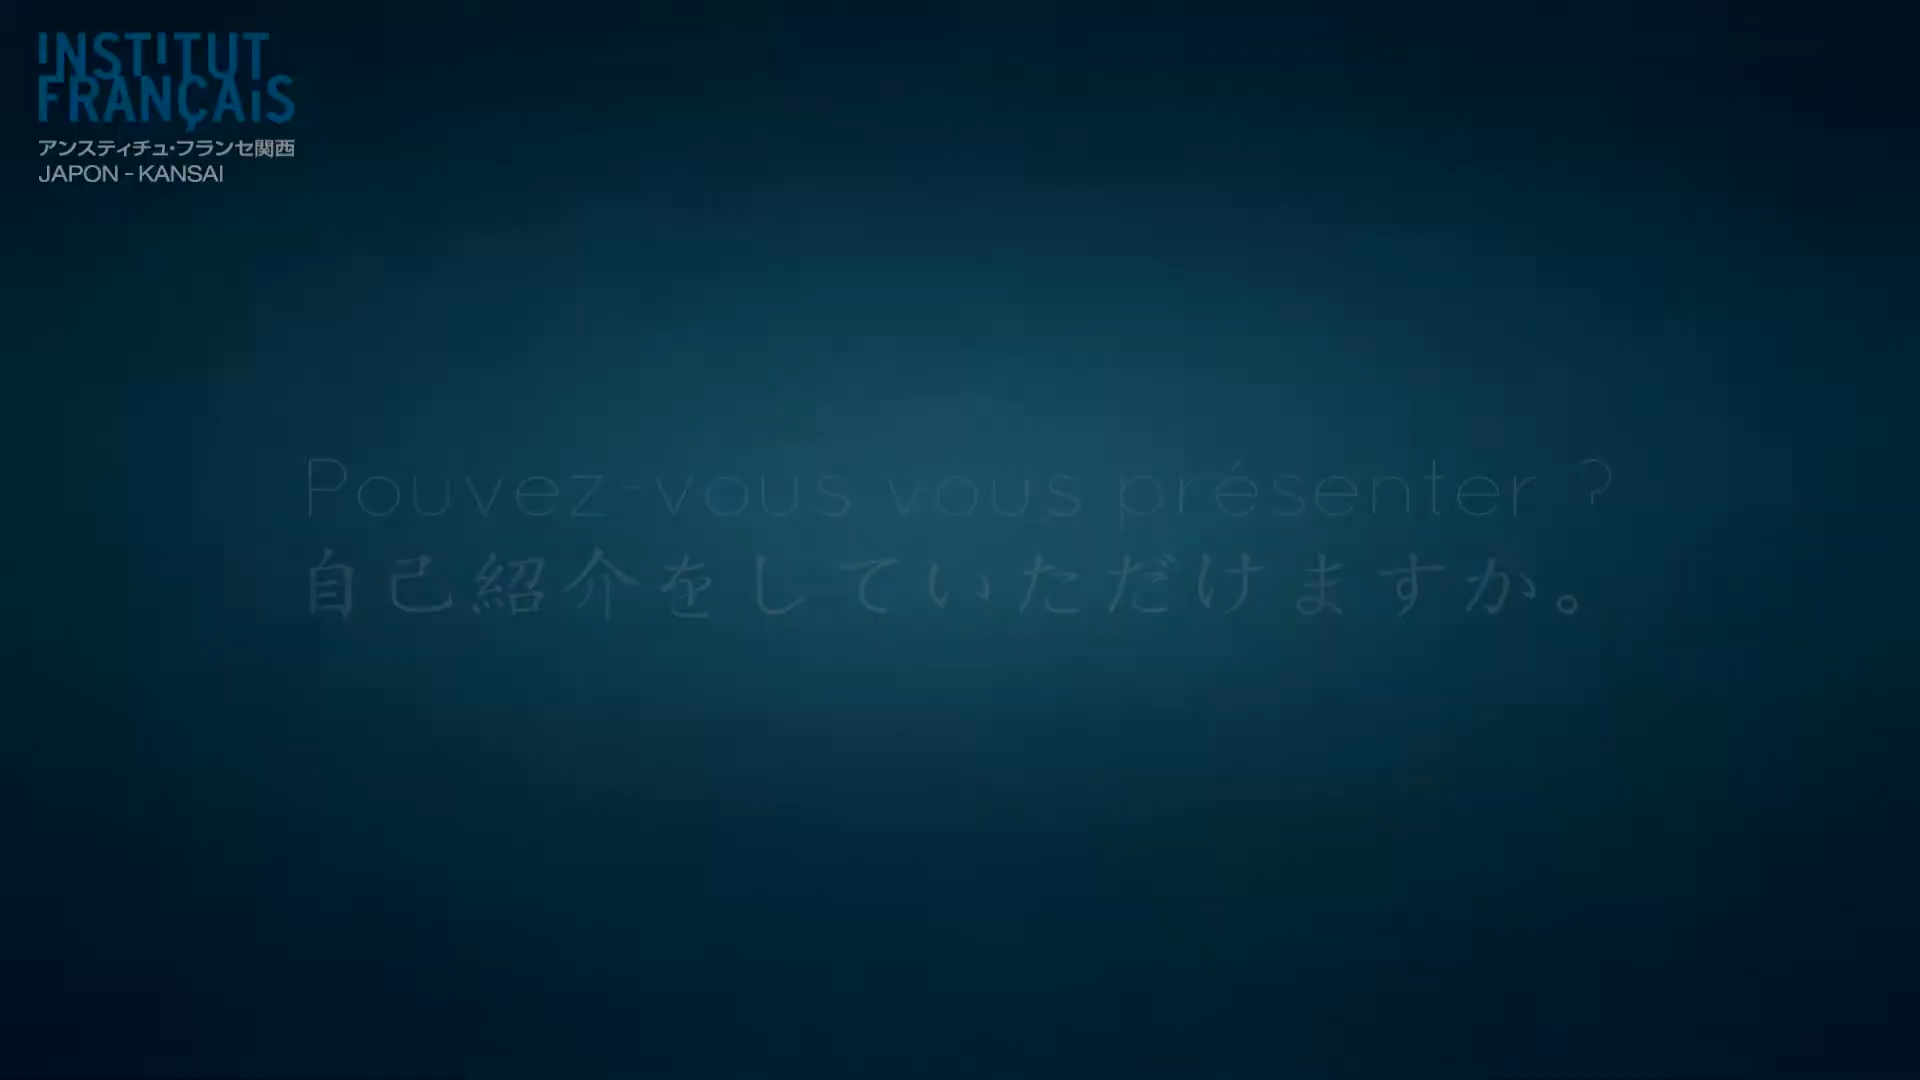 INSTITUT
FRANÇAIS
アンスティチュ・フランセ関西
JAPON - KANSAI
Pouvez-vous vous présenter ?
自己紹介をしていただけますか。